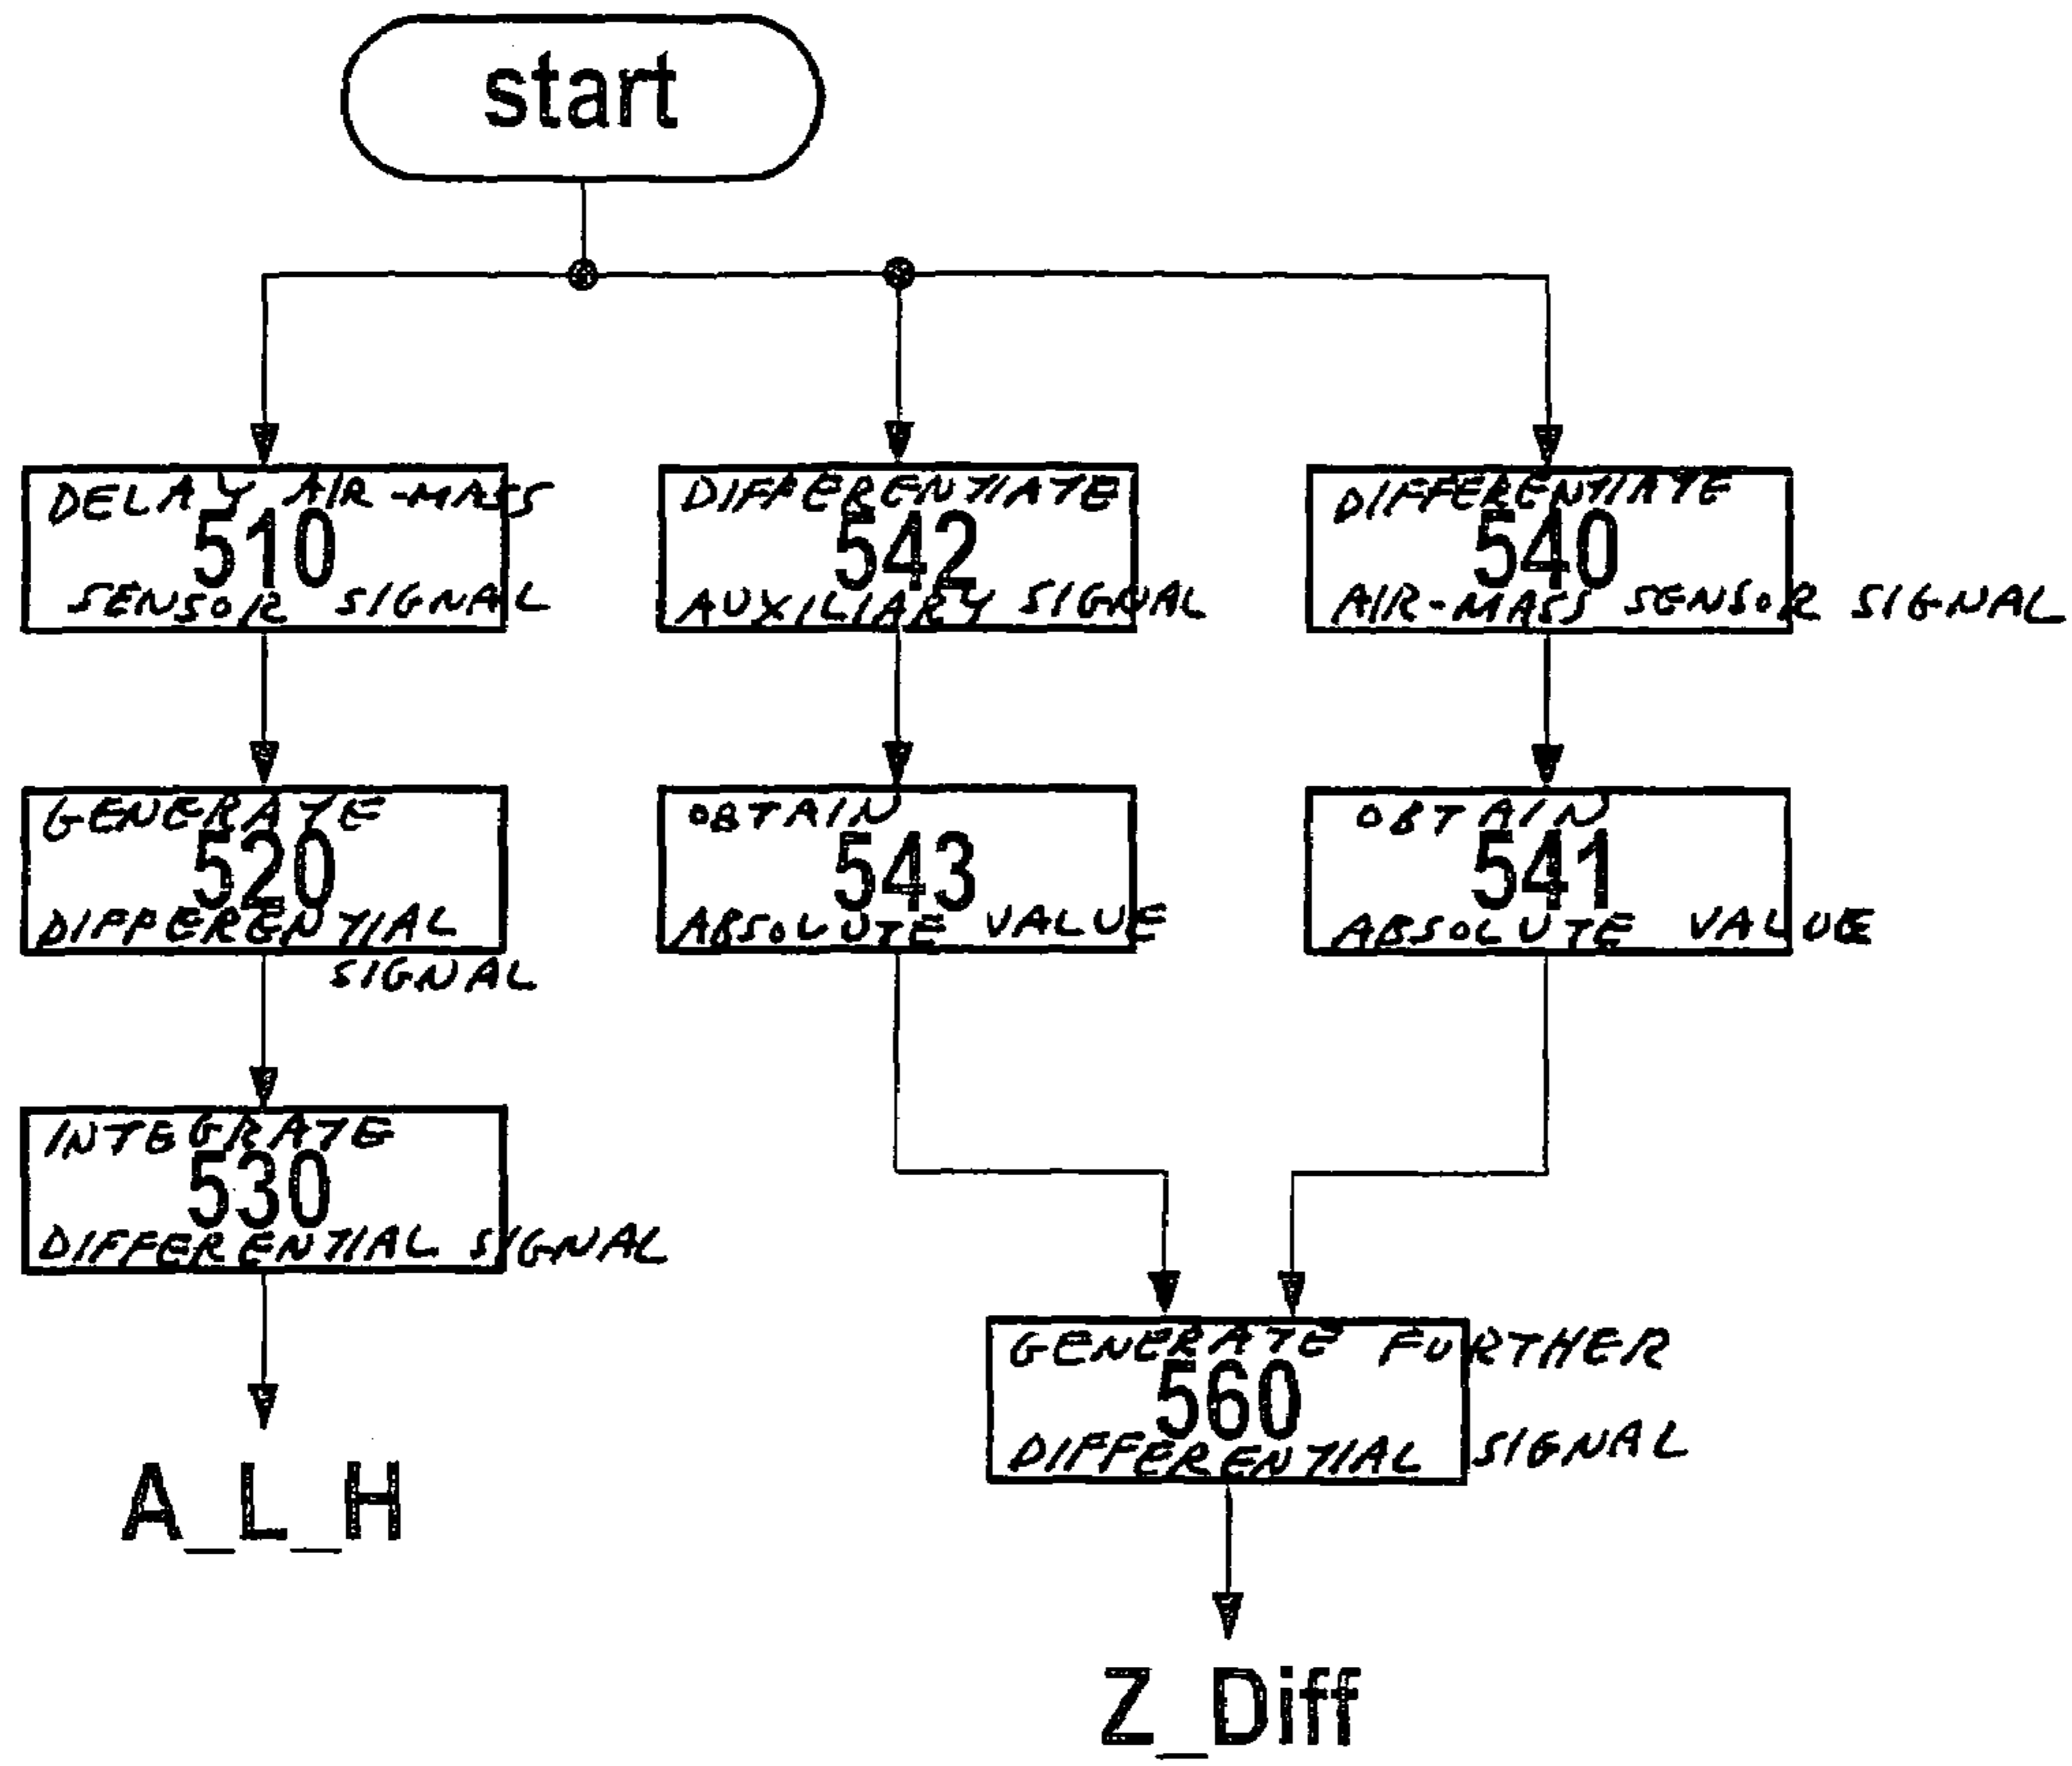 start
DELAY AIR-MASS
510
SENSOR SIGNAL
DIFFERENTIATE
542
AUXILIARY SIGNAL
DIFFERENTIATE
540
AIR-MASS SENSOR SIGNAL
GENERATE
520
DIFFERENTIAL
SIGNAL
OBTAIN
543
ABSOLUTE VALUE
OBTAIN
541
ABSOLUTE VALUE
INTEGRATE
530
DIFFERENTIAL SIGNAL
GENERATE FURTHER
560
DIFFERENTIAL SIGNAL
A_L_H
Z_Diff